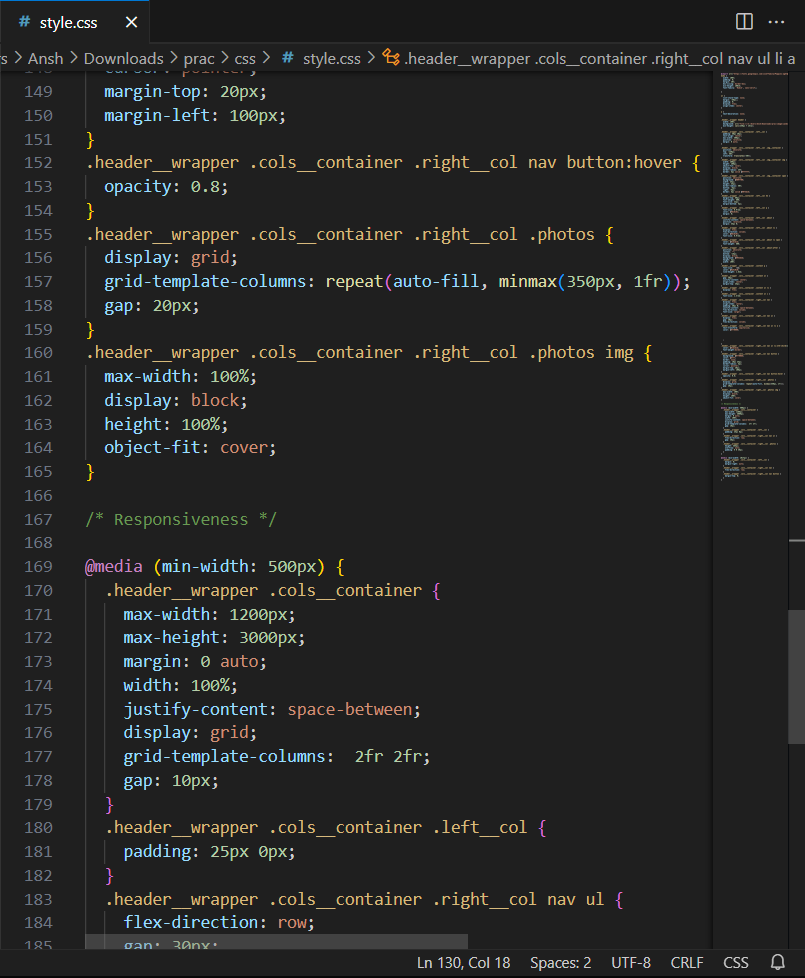 # style.css ×
s > Ansh > Downloads > prac > css > # style.css > .header__wrapper .cols__container .right__col nav ul li a
148 cursor: pointer;
149 margin-top: 20px;
150 margin-left: 100px;
151 }
152 .header__wrapper .cols__container .right__col nav button:hover {
153 opacity: 0.8;
154 }
155 .header__wrapper .cols__container .right__col .photos {
156 display: grid;
157 grid-template-columns: repeat(auto-fill, minmax(350px, 1fr));
158 gap: 20px;
159 }
160 .header__wrapper .cols__container .right__col .photos img {
161 max-width: 100%;
162 display: block;
163 height: 100%;
164 object-fit: cover;
165 }
166
167 /* Responsiveness */
168
169 @media (min-width: 500px) {
170 .header__wrapper .cols__container {
171 max-width: 1200px;
172 max-height: 3000px;
173 margin: 0 auto;
174 width: 100%;
175 justify-content: space-between;
176 display: grid;
177 grid-template-columns:  2fr 2fr;
178 gap: 10px;
179 }
180 .header__wrapper .cols__container .left__col {
181 padding: 25px 0px;
182 }
183 .header__wrapper .cols__container .right__col nav ul {
184 flex-direction: row;
185 gap: 30px;
Ln 130, Col 18 Spaces: 2 UTF-8 CRLF CSS